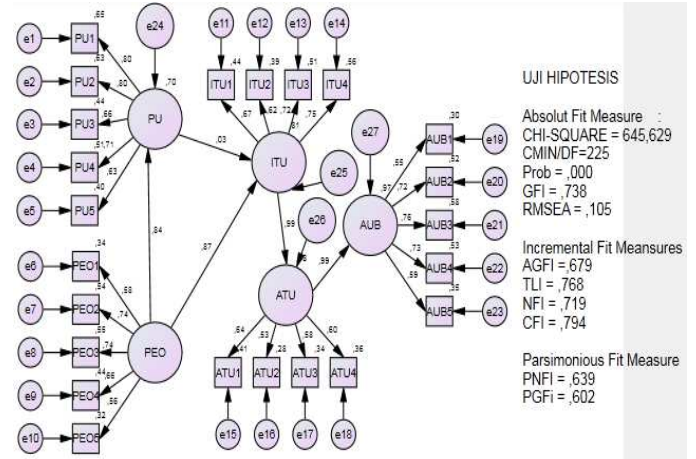 e24
e1 PU1 ,65
e2 PU2 ,63
e3 PU3 ,44
e4 PU4 ,51
e5 PU5 ,40
,80
,80
,66
,71
,63
PU ,70
e11 e12 e13 e14
,44 ,39 ,51 ,56
ITU1 ITU2 ITU3 ITU4
,67 ,62 ,72 ,75
,81
ITU
,03
e25
,84
,87
e26
,99
ATU
,99
e27
,97
AUB
,55
,72
,76
,73
,59
,30
AUB1 e19
,52
AUB2 e20
,58
AUB3 e21
,53
AUB4 e22
,35
AUB5 e23
e6 PEO1 ,34
e7 PEO2 ,54
e8 PEO3 ,55
e9 PEO4 ,44
e10 PEO5 ,32
,58
,74
,74
,66
,56
PEO
,64 ,53 ,58 ,60
,41 ,28 ,34 ,36
ATU1 ATU2 ATU3 ATU4
e15 e16 e17 e18
UJI HIPOTESIS
Absolut Fit Measure :
CHI-SQUARE = 645,629
CMIN/DF=225
Prob = ,000
GFI = ,738
RMSEA = ,105
Incremental Fit Meansures
AGFI = ,679
TLI = ,768
NFI = ,719
CFI = ,794
Parsimonious Fit Measure
PNFI = ,639
PGFi = ,602